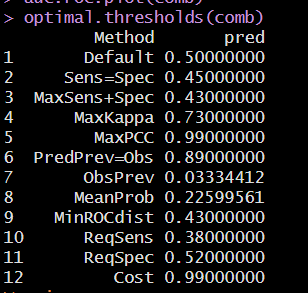 > auc.roc.plot(comb)
> optimal.thresholds(comb)
Method pred
1 Default 0.50000000
2 Sens=Spec 0.45000000
3 MaxSens+Spec 0.43000000
4 MaxKappa 0.73000000
5 MaxPCC 0.99000000
6 PredPrev=Obs 0.89000000
7 ObsPrev 0.03334412
8 MeanProb 0.22599561
9 MinROCdist 0.43000000
10 ReqSens 0.38000000
11 ReqSpec 0.52000000
12 Cost 0.99000000